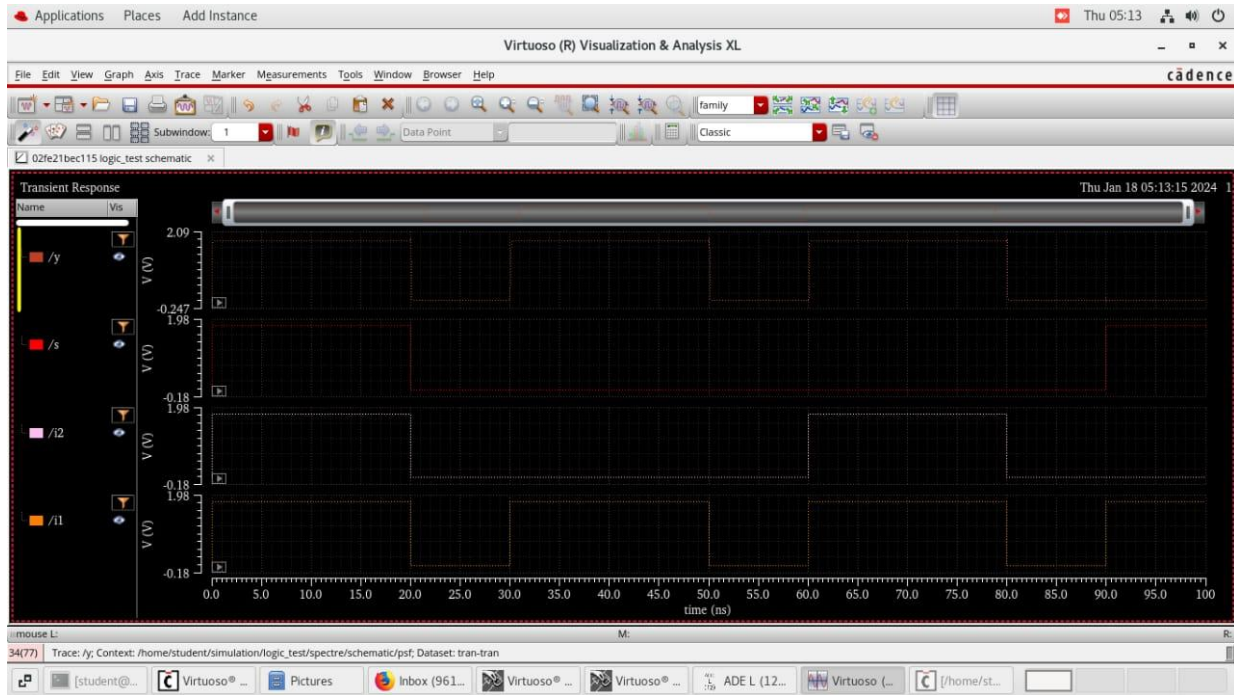 Applications Places Add Instance Thu 05:13
Virtuoso (R) Visualization & Analysis XL
File Edit View Graph Axis Trace Marker Measurements Tools Window Browser Help cādence
family
Subwindow: 1 Data Point Classic
02fe21bec115 logic_test schematic
Transient Response Thu Jan 18 05:13:15 2024 1
Name Vis
2.09
/y
V (V)
-0.247
1.98
/s
V (V)
-0.18
1.98
/i2
V (V)
-0.18
1.98
/i1
V (V)
-0.18
0.0 5.0 10.0 15.0 20.0 25.0 30.0 35.0 40.0 45.0 50.0 55.0 60.0 65.0 70.0 75.0 80.0 85.0 90.0 95.0 100
time (ns)
mouse L: M: R:
34(77) Trace: /y; Context: /home/student/simulation/logic_test/spectre/schematic/psf; Dataset: tran-tran
[student@... Virtuoso® ... Pictures Inbox (961... Virtuoso® ... Virtuoso® ... ADE L (12... Virtuoso (... [/home/st...